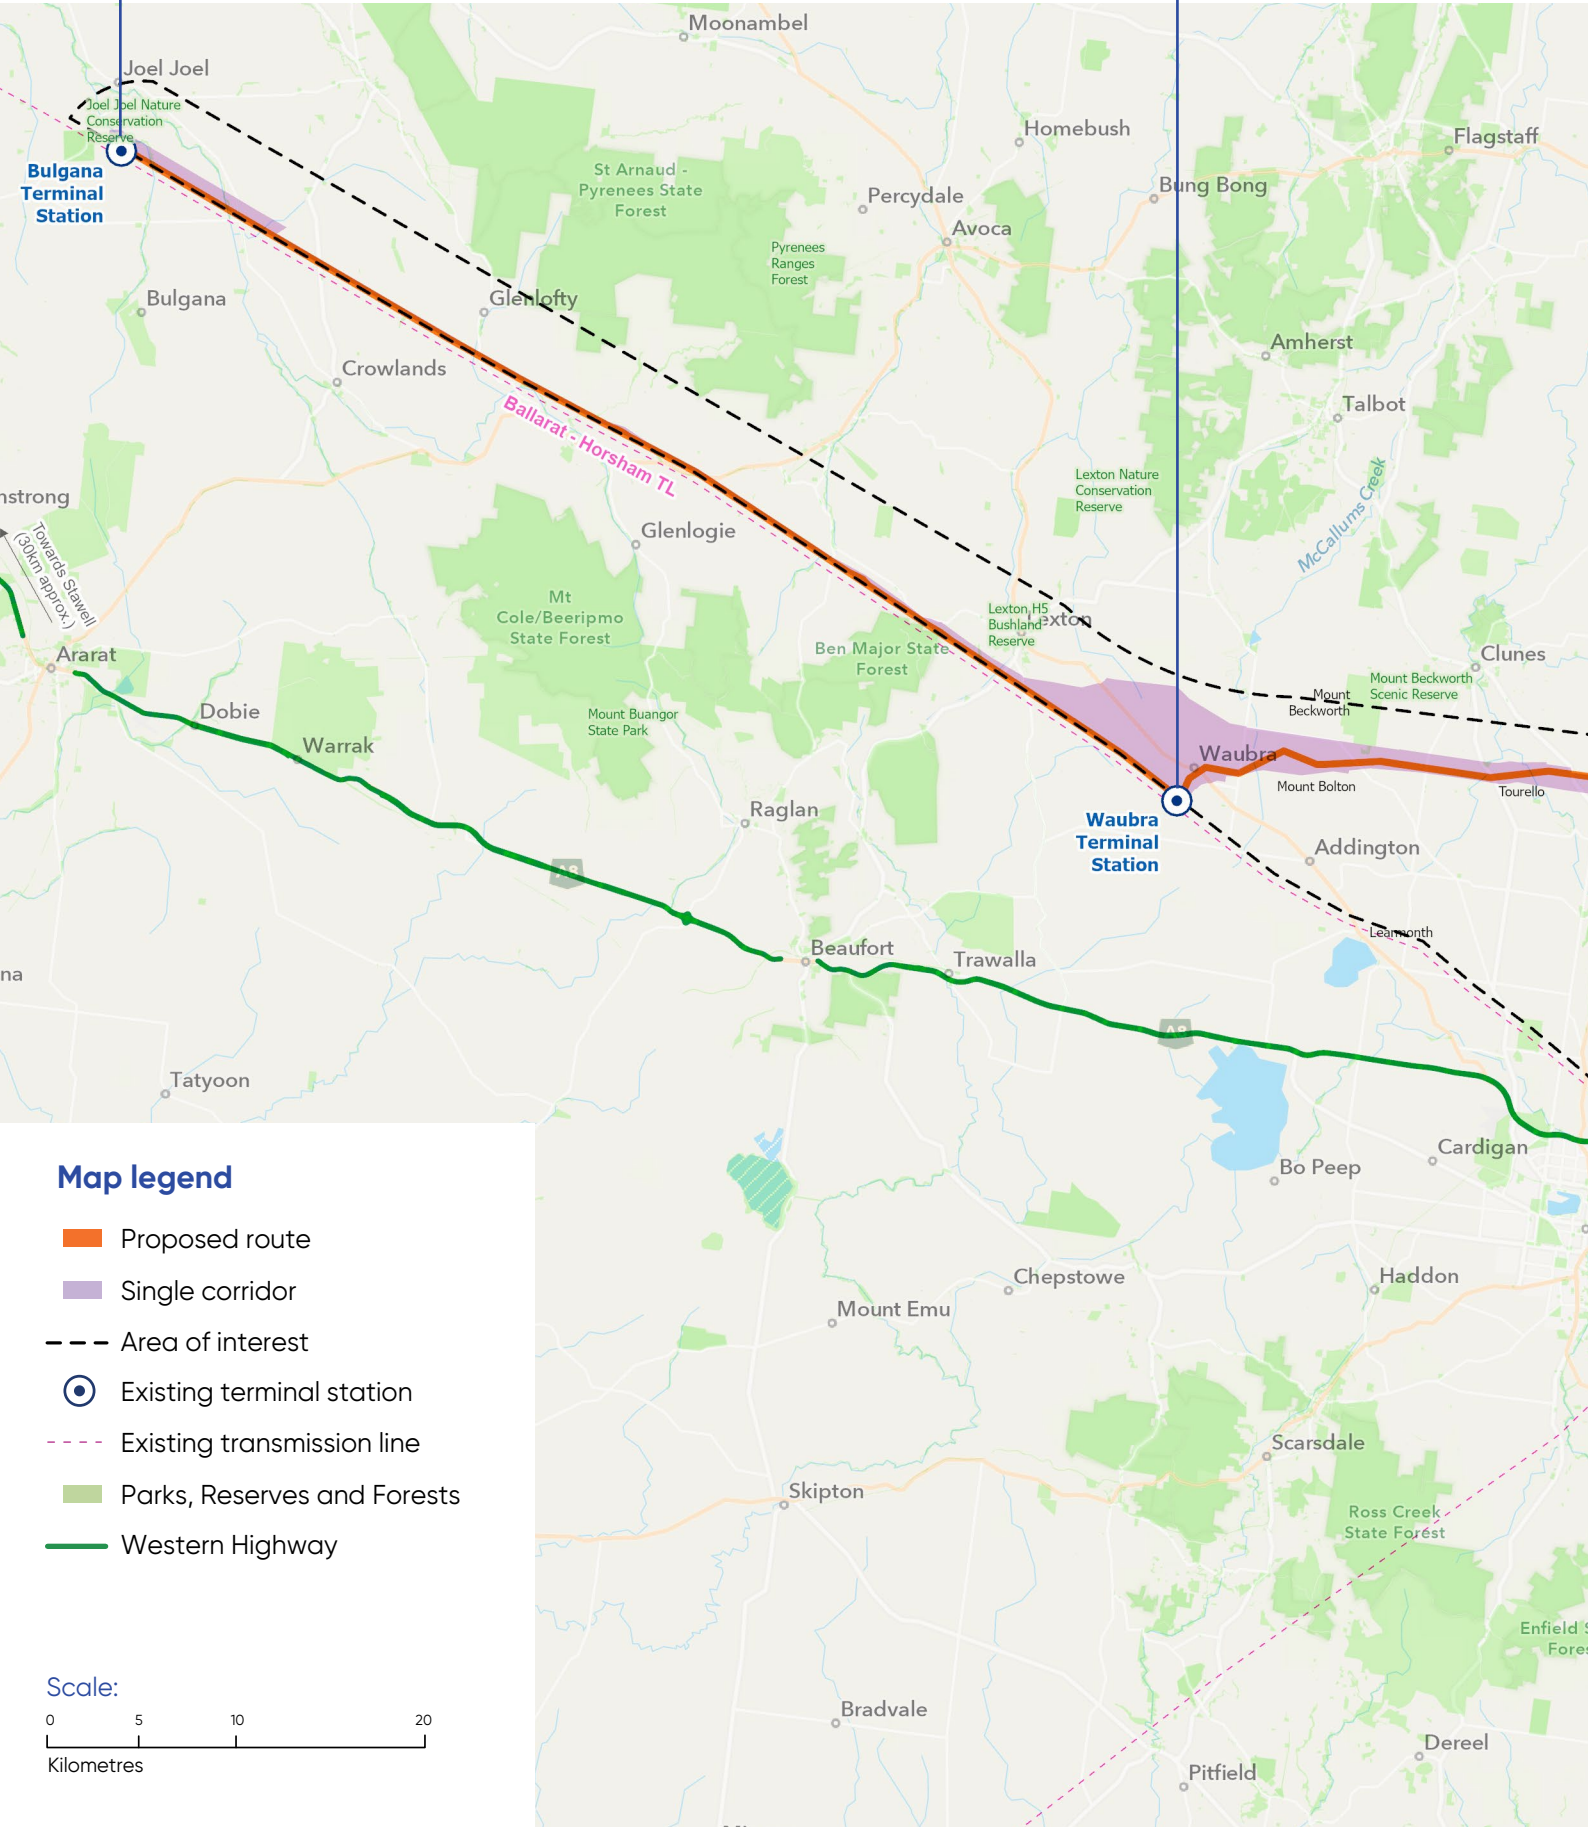 Moonambel
Joel Joel
Joel Joel Nature
Conservation
Reserve
Homebush
Flagstaff
Bulgana
Terminal
Station
St Arnaud -
Pyrenees State
Forest
Percydale
Bung Bong
Avoca
Pyrenees
Ranges
Forest
Bulgana
Glenlofty
Amherst
Crowlands
Talbot
Ballarat - Horsham TL
Lexton Nature
Conservation
Reserve
McCallums Creek
nstrong
Towards Stawell
(30km approx.)
Glenlogie
Mt
Cole/Beeripmo
State Forest
Lexton H5
Bushland
Reserve
Lexton
Ararat
Ben Major State
Forest
Clunes
Mount Beckworth
Scenic Reserve
Mount
Beckworth
Dobie
Mount Buangor
State Park
Warrak
Waubra
Mount Bolton
Tourello
Raglan
Waubra
Terminal
Station
Addington
A8
Learmonth
Beaufort
Trawalla
na
A8
Tatyoon
Cardigan
Bo Peep
Map legend
Proposed route
Single corridor
Area of interest
Existing terminal station
Existing transmission line
Parks, Reserves and Forests
Western Highway
Chepstowe
Haddon
Mount Emu
Scarsdale
Skipton
Ross Creek
State Forest
Enfield S
Fores
Scale:
0 5 10 20
Kilometres
Bradvale
Dereel
Pitfield